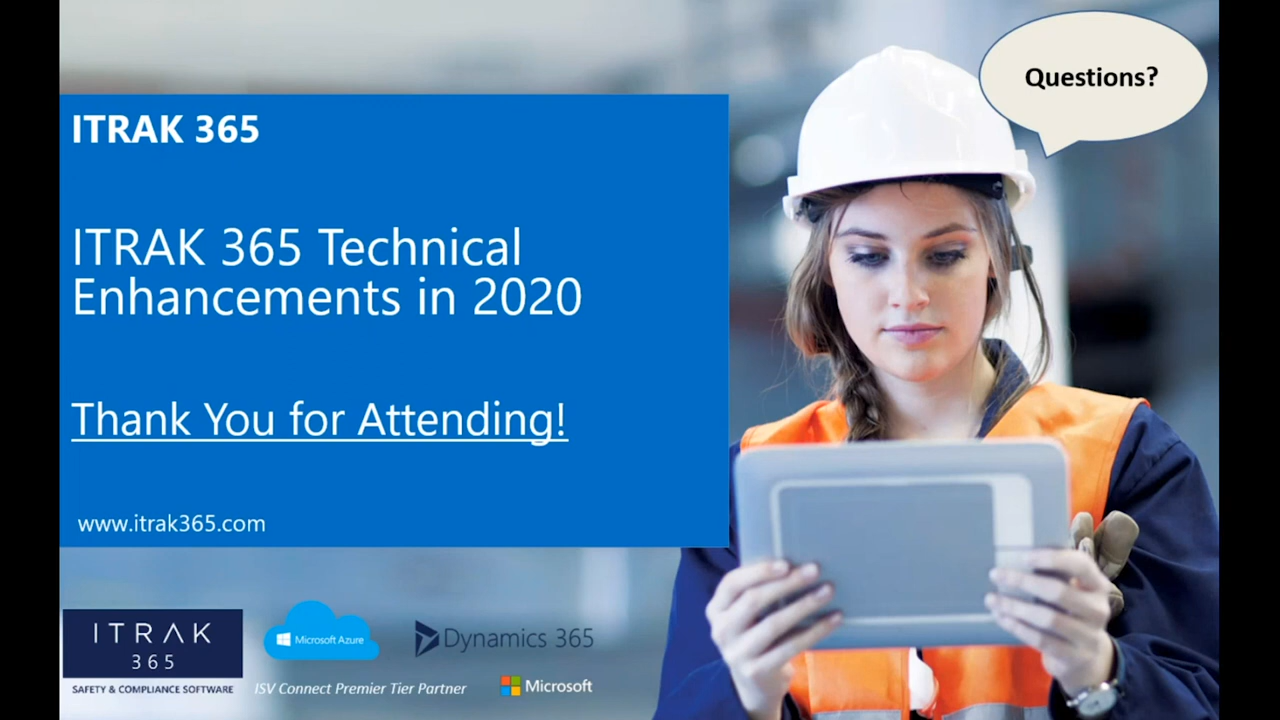 Questions?
ITRAK 365
ITRAK 365 Technical
Enhancements in 2020
Thank You for Attending!
www.itrak365.com
ITRAK
365
SAFETY & COMPLIANCE SOFTWARE
Microsoft Azure
Dynamics 365
ISV Connect Premier Tier Partner
Microsoft